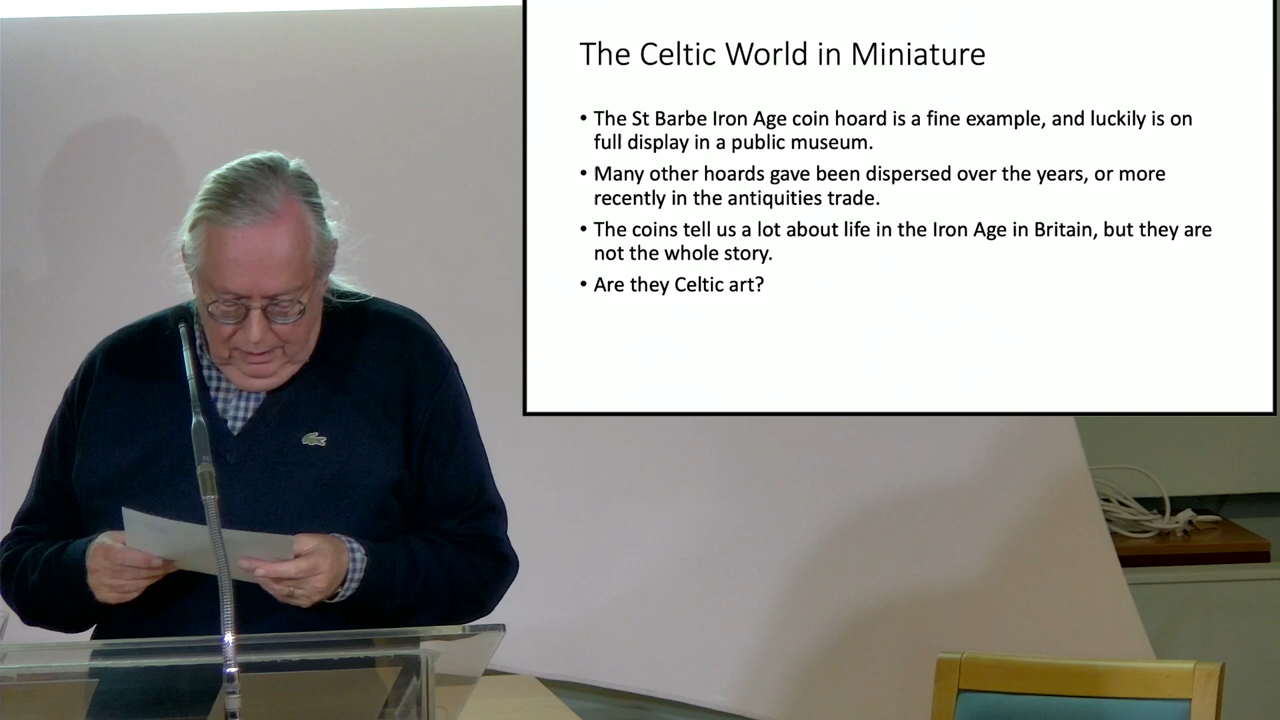 The Celtic World in Miniature
• The St Barbe Iron Age coin hoard is a fine example, and luckily is on
full display in a public museum.
• Many other hoards gave been dispersed over the years, or more
recently in the antiquities trade.
• The coins tell us a lot about life in the Iron Age in Britain, but they are
not the whole story.
• Are they Celtic art?